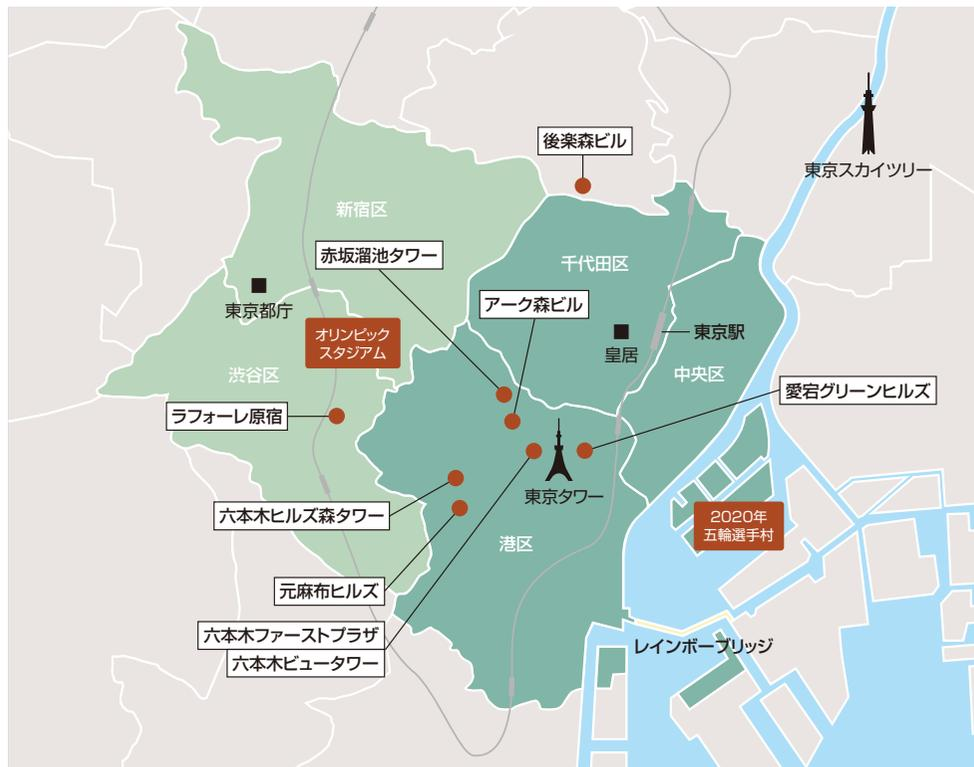 後楽森ビル
東京スカイツリー
新宿区
赤坂溜池タワー
千代田区
東京都庁
アーク森ビル
オリンピック
スタジアム
皇居
東京駅
渋谷区
中央区
愛宕グリーンヒルズ
ラフォーレ原宿
東京タワー
六本木ヒルズ森タワー
2020年
五輪選手村
港区
元麻布ヒルズ
六本木ファーストプラザ
レインボーブリッジ
六本木ビュータワー